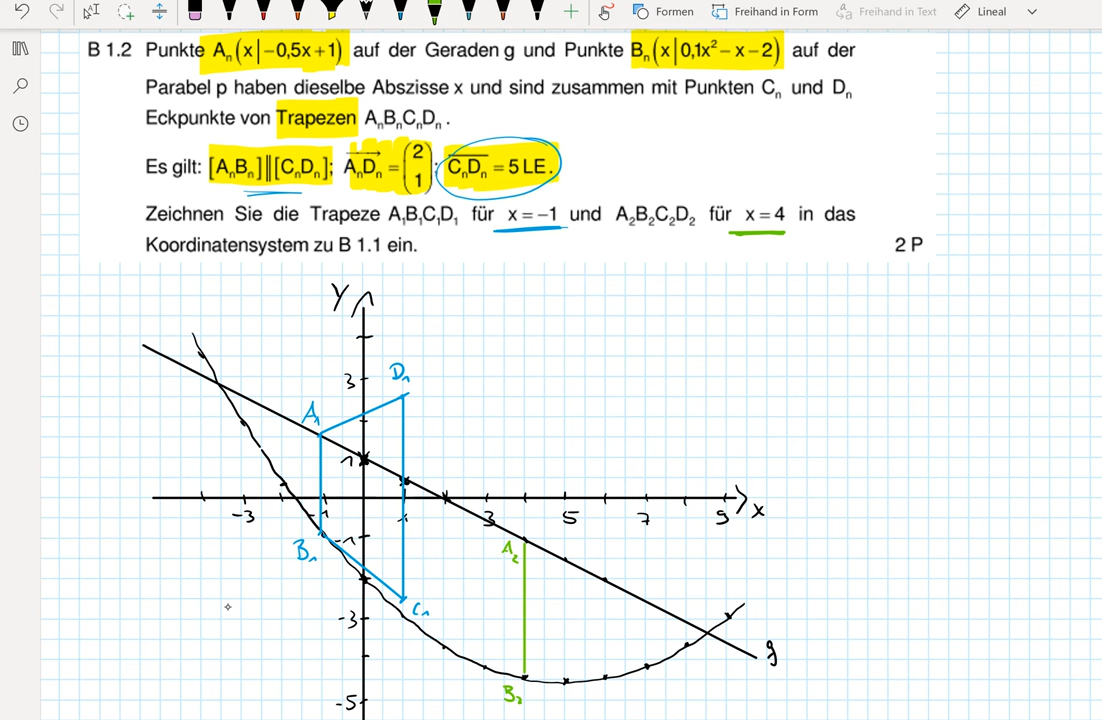 Formen
Freihand in Form
Freihand in Text
Lineal
B 1.2 Punkte Aₙ(x|−0,5x+1) auf der Geraden g und Punkte Bₙ(x|0,1x²−x−2) auf der
Parabel p haben dieselbe Abszisse x und sind zusammen mit Punkten Cₙ und Dₙ
Eckpunkte von Trapezen AₙBₙCₙDₙ.
Es gilt: [AₙBₙ]||[CₙDₙ]; AₙDₙ = (2 1); CₙDₙ = 5 LE.
Zeichnen Sie die Trapeze A₁B₁C₁D₁ für x=−1 und A₂B₂C₂D₂ für x=4 in das
Koordinatensystem zu B 1.1 ein. 2 P
y
3
D₁
A₁
1
-3 -1 1 3 5 7 9 x
B₁ -1 A₂
-3 C₁
g
B₂
-5